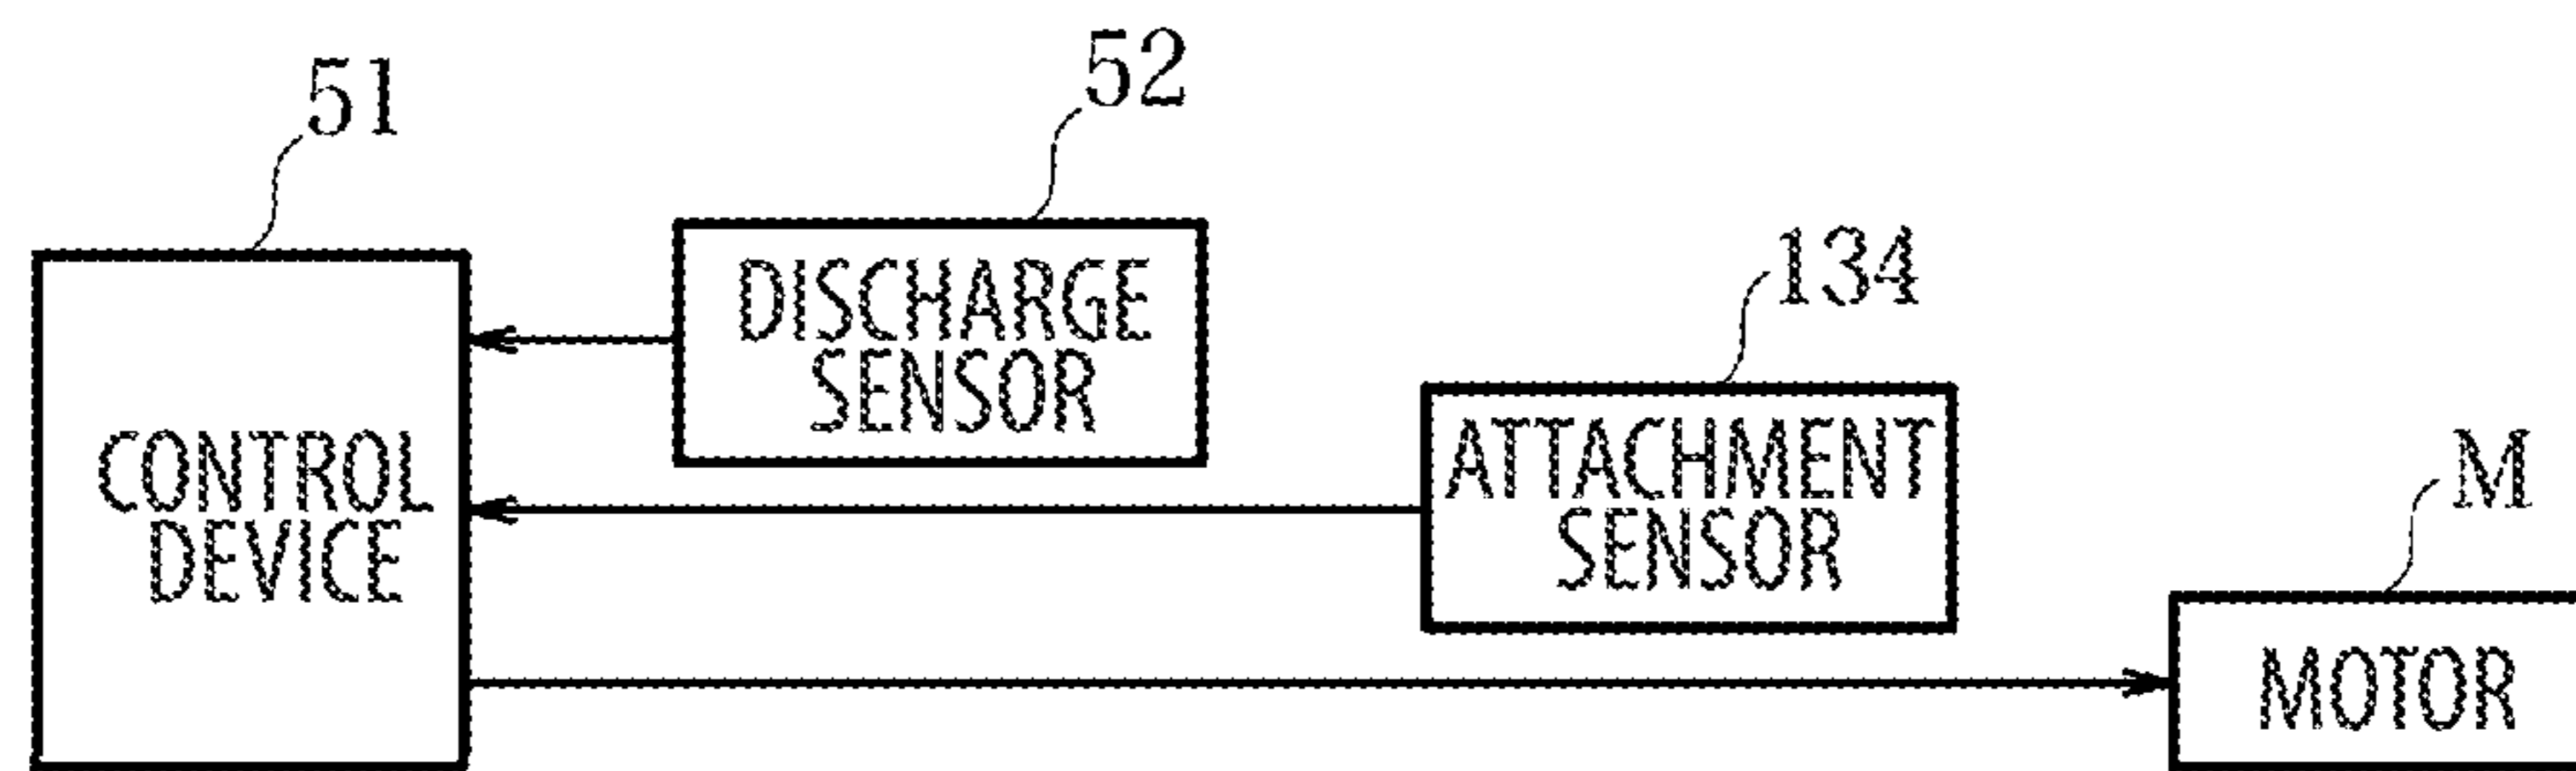 51
52
DISCHARGE
SENSOR
134
ATTACHMENT
SENSOR
CONTROL
DEVICE
M
MOTOR